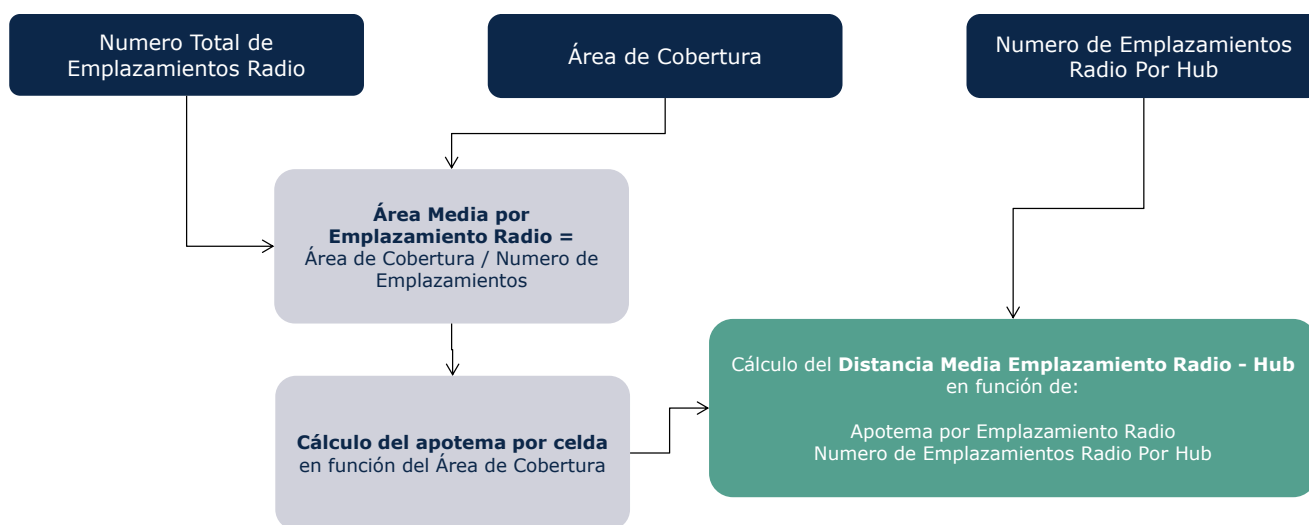 Numero Total de
Emplazamientos Radio
Área de Cobertura
Numero de Emplazamientos
Radio Por Hub
Área Media por
Emplazamiento Radio =
Área de Cobertura / Numero de
Emplazamientos
Cálculo del apotema por celda
en función del Área de Cobertura
Cálculo del Distancia Media Emplazamiento Radio - Hub
en función de:
Apotema por Emplazamiento Radio
Numero de Emplazamientos Radio Por Hub